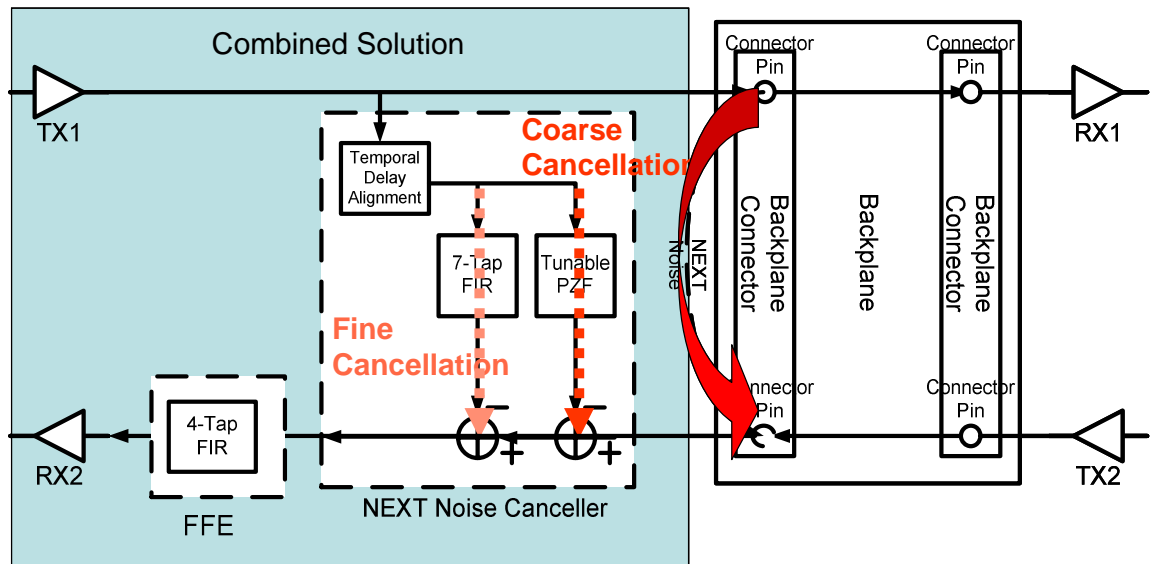 Combined Solution
Connector
Pin
Connector
Pin
TX1
RX1
Coarse
Cancellation
Temporal
Delay
Alignment
7-Tap
FIR
Tunable
PZF
NEXT
Noise
Backplane
Connector
Backplane
Backplane
Connector
Fine
Cancellation
Connector
Pin
Connector
Pin
4-Tap
FIR
RX2
TX2
FFE
NEXT Noise Canceller
− + − +